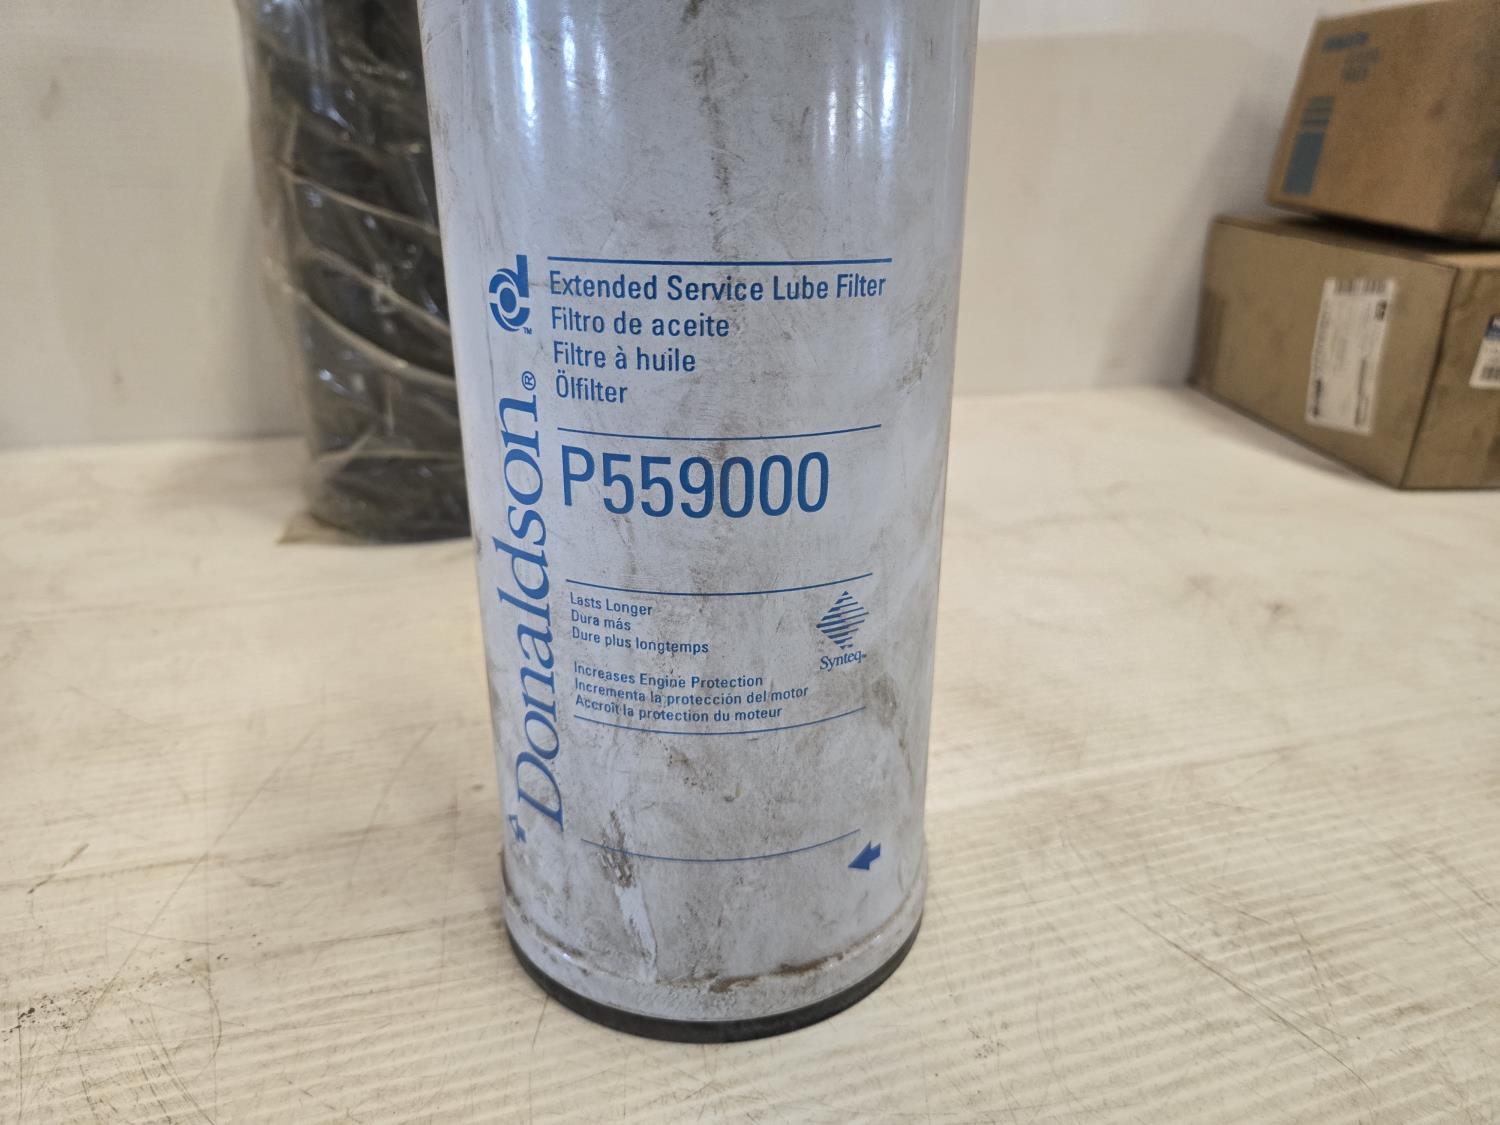 Extended Service Lube Filter
Filtro de aceite
Filtre à huile
Ölfilter
P559000
Donaldson®
Lasts Longer
Dura más
Dure plus longtemps
Synteq™
Increases Engine Protection
Incrementa la protección del motor
Accroît la protection du moteur